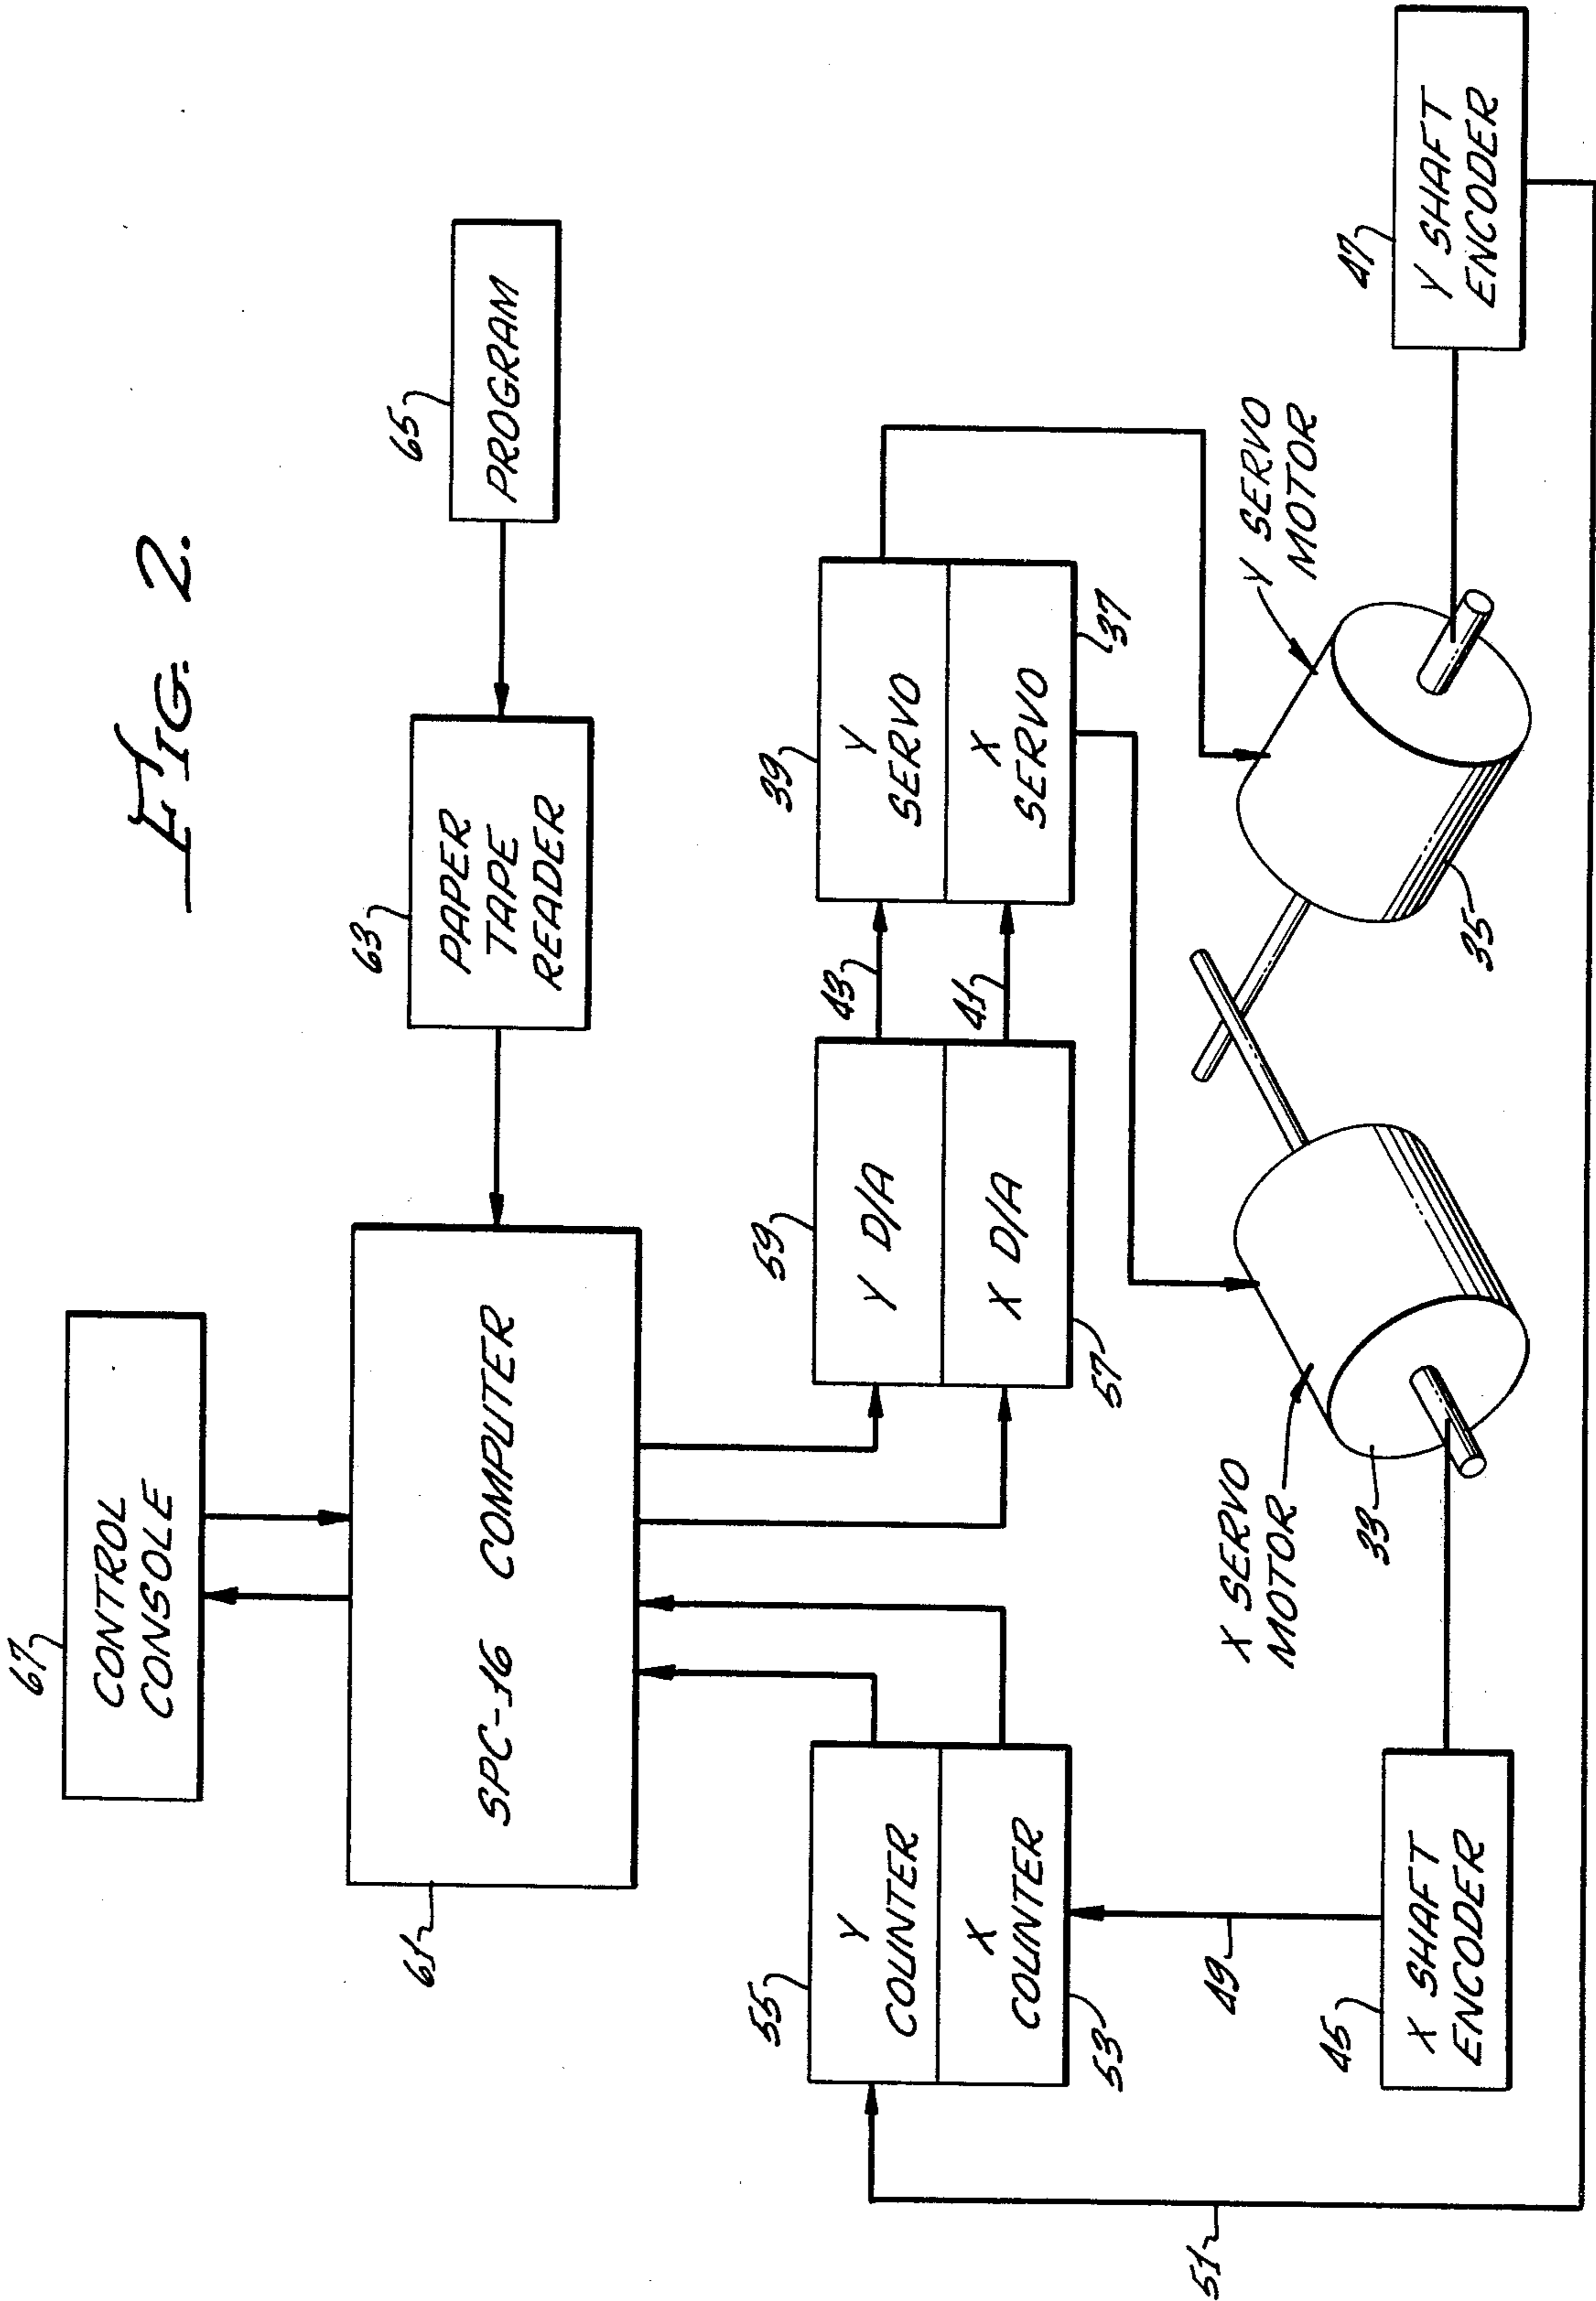 FIG. 2.
67
CONTROL
CONSOLE
61
SPC-16 COMPUTER
63
PAPER
TAPE
READER
65
PROGRAM
55
Y
COUNTER
X
COUNTER
53
59
Y D/A
X D/A
57
43
41
39
Y
SERVO
X
SERVO
37
51
49
45
X SHAFT
ENCODER
X SERVO
MOTOR
33
Y SERVO
MOTOR
35
47
Y SHAFT
ENCODER